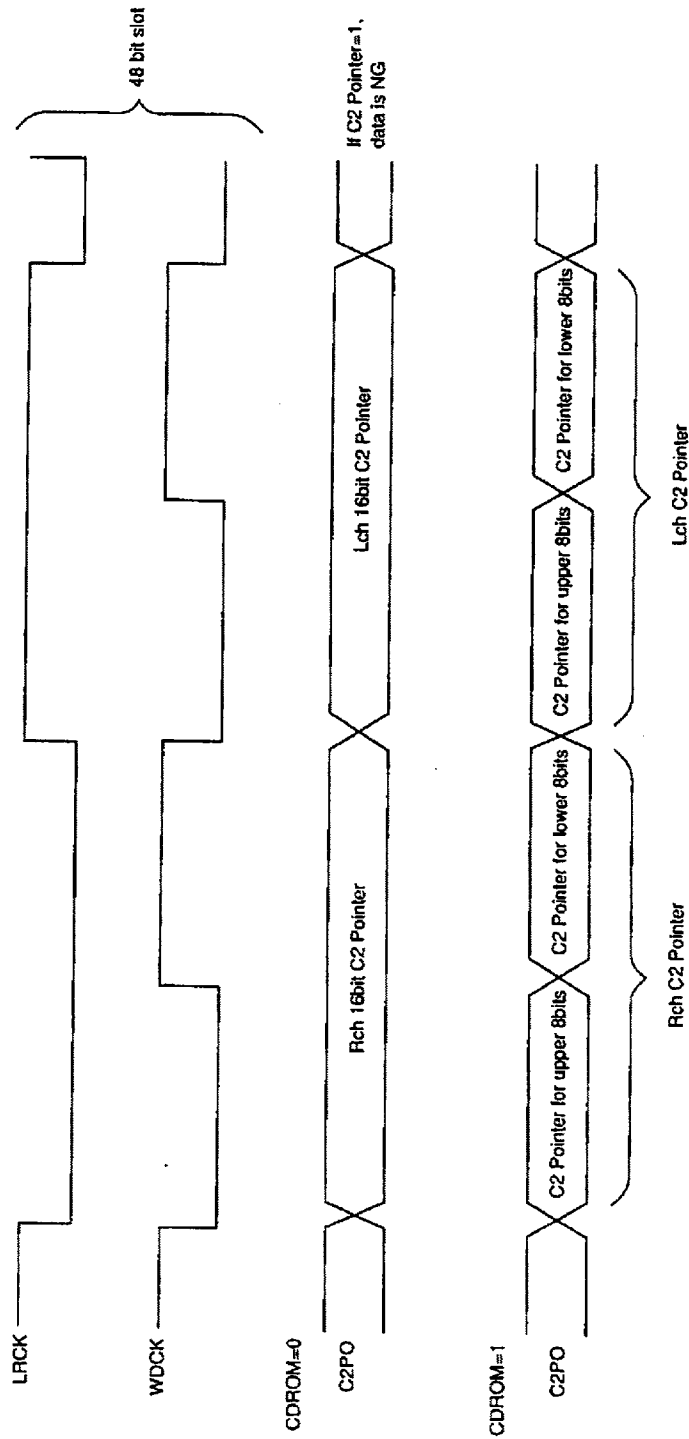 LRCK
48 bit slot
WDCK
CDROM=0
C2PO
Rch 16bit C2 Pointer
Lch 16bit C2 Pointer
If C2 Pointer=1,
data is NG
CDROM=1
C2PO
C2 Pointer for upper 8bits
C2 Pointer for lower 8bits
C2 Pointer for upper 8bits
C2 Pointer for lower 8bits
Rch C2 Pointer
Lch C2 Pointer